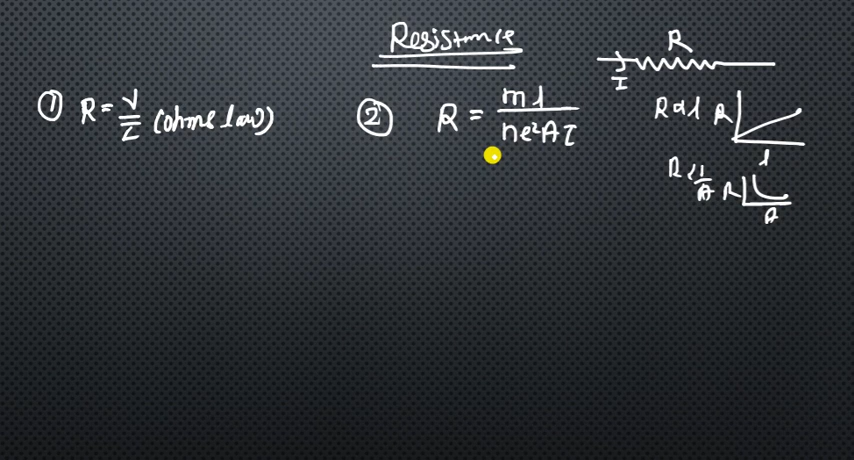 Resistance
R
I
① R = V/I (ohms law)
② R = ml/ne²Aτ
R α l
R
l
R α 1/A
R
A